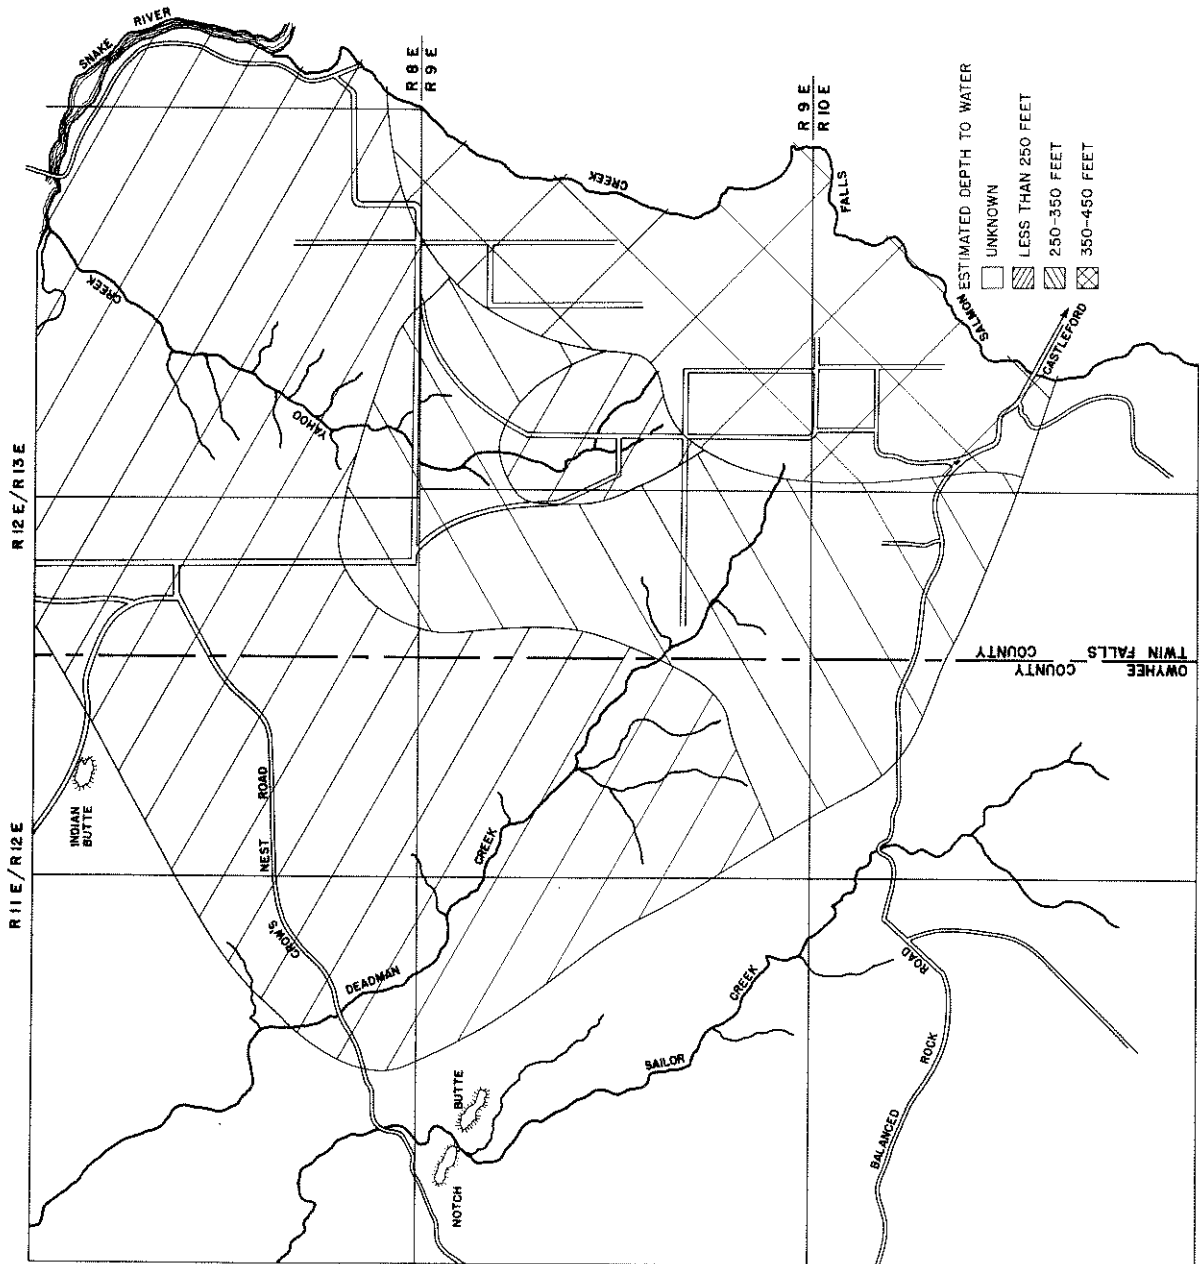 SNAKE RIVER
R 8 E
R 9 E
R 9 E
R 10 E
R 12 E / R 13 E
R 11 E / R 12 E
CREEK
YAHOO
CREEK
FALLS
SALMON
ESTIMATED DEPTH TO WATER
UNKNOWN
LESS THAN 250 FEET
250-350 FEET
350-450 FEET
CASTLEFORD
TWIN FALLS
COUNTY
OWYHEE
COUNTY
INDIAN
BUTTE
CROW'S NEST ROAD
DEADMAN CREEK
NOTCH BUTTE
SAILOR CREEK
BALANCED ROCK ROAD